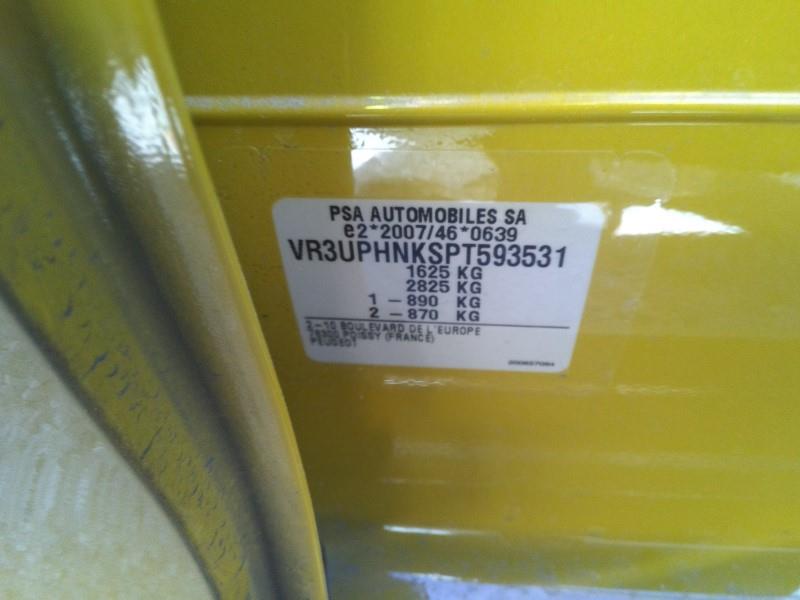 PSA AUTOMOBILES SA
e2*2007/46*0639
VR3UPHNKSPT593531
1625 KG
2825 KG
1 - 890 KG
2 - 870 KG
2-10 BOULEVARD DE L'EUROPE
78300 POISSY (FRANCE)
PEUGEOT